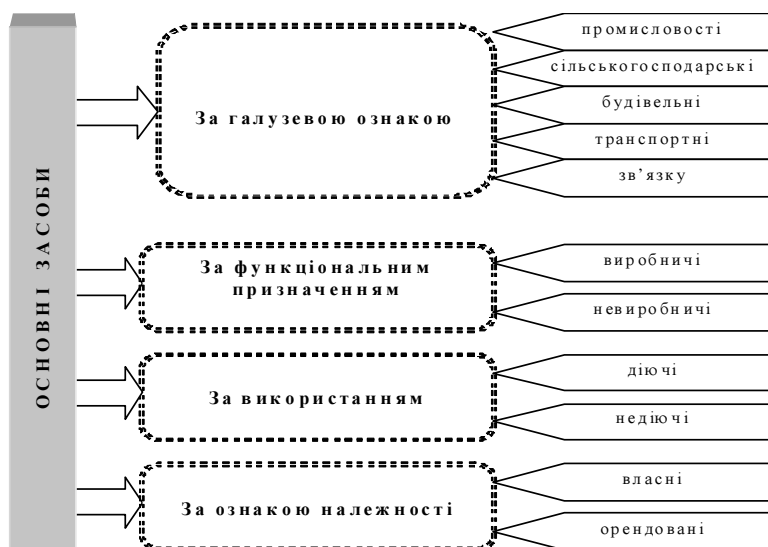 ОСНОВНІ ЗАСОБИ
За галузевою ознакою
промисловості
сільськогосподарські
будівельні
транспортні
зв’язку
За функціональним
призначенням
виробничі
невиробничі
За використанням
діючі
недіючі
За ознакою належності
власні
орендовані